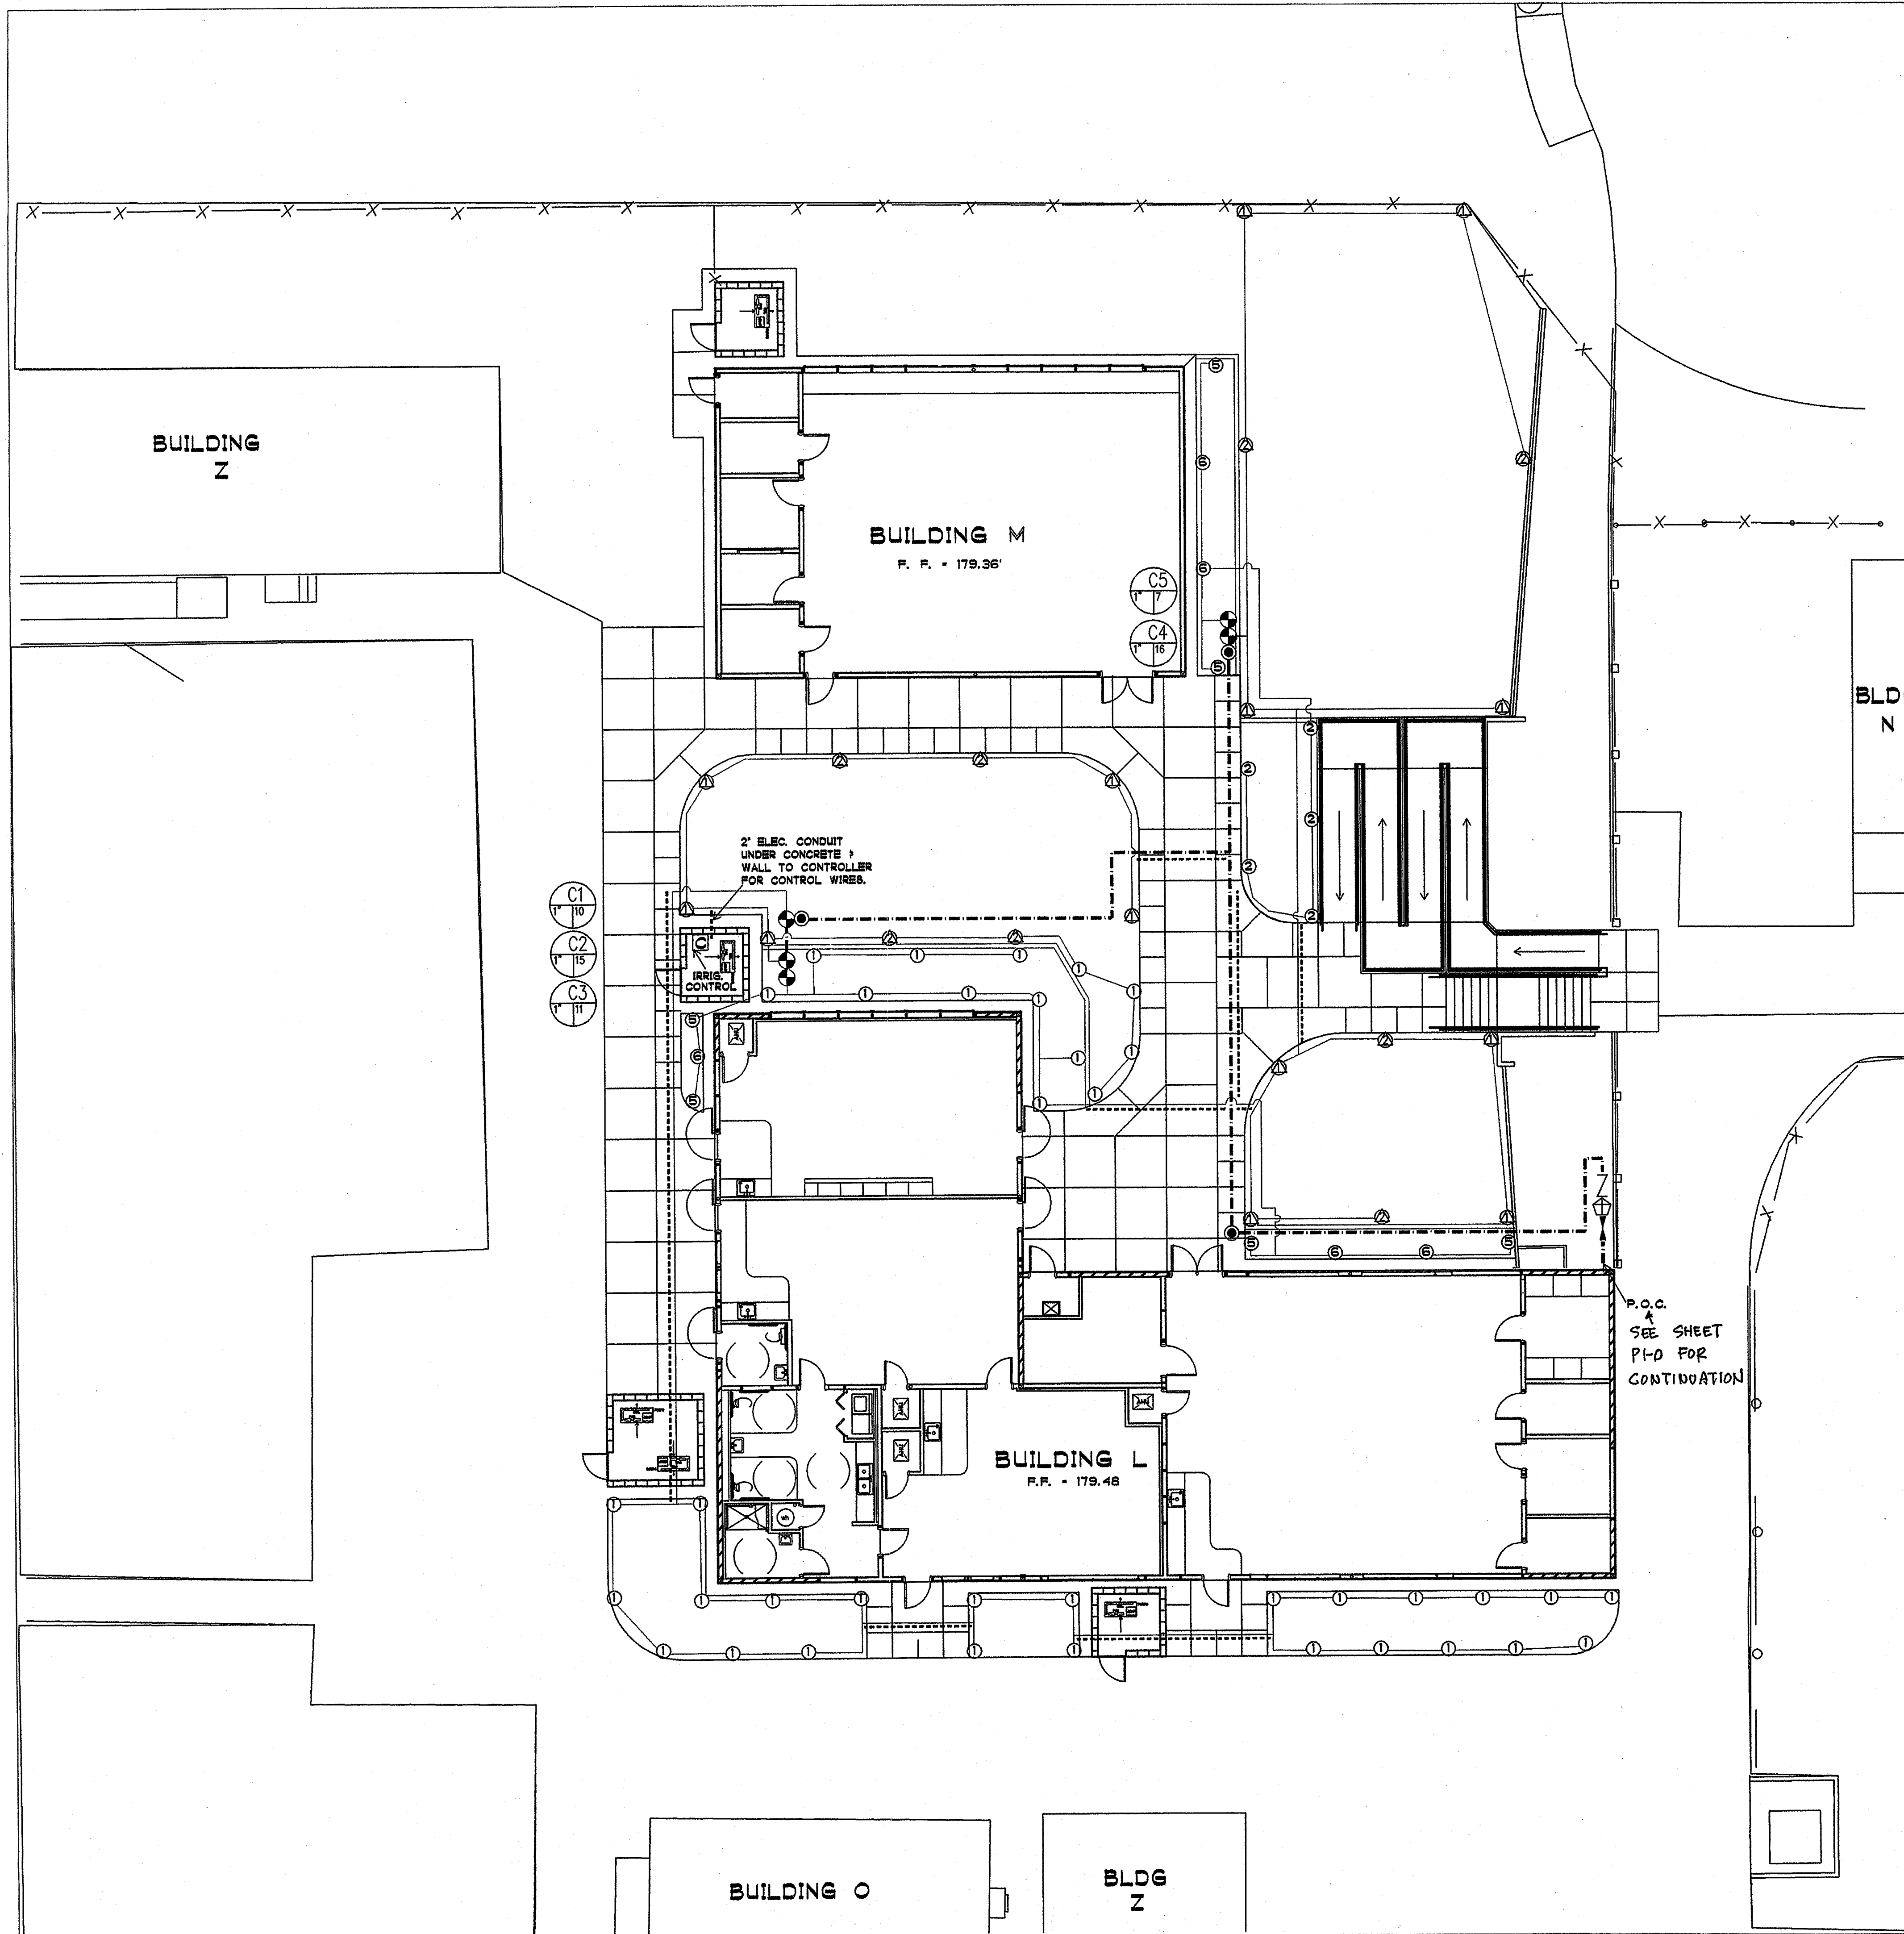 BUILDING
Z
BUILDING M
F. F. = 179.36'
C5
1" 7
C4
1" 16
BLD
N
2" ELEC. CONDUIT
UNDER CONCRETE &
WALL TO CONTROLLER
FOR CONTROL WIRES.
C1
1" 10
C2
1" 15
C3
1" 11
C
IRRIG.
CONTROL
P.O.C.
SEE SHEET
P1-D FOR
CONTINUATION
BUILDING L
F.F. = 179.48
BUILDING O
BLDG
Z